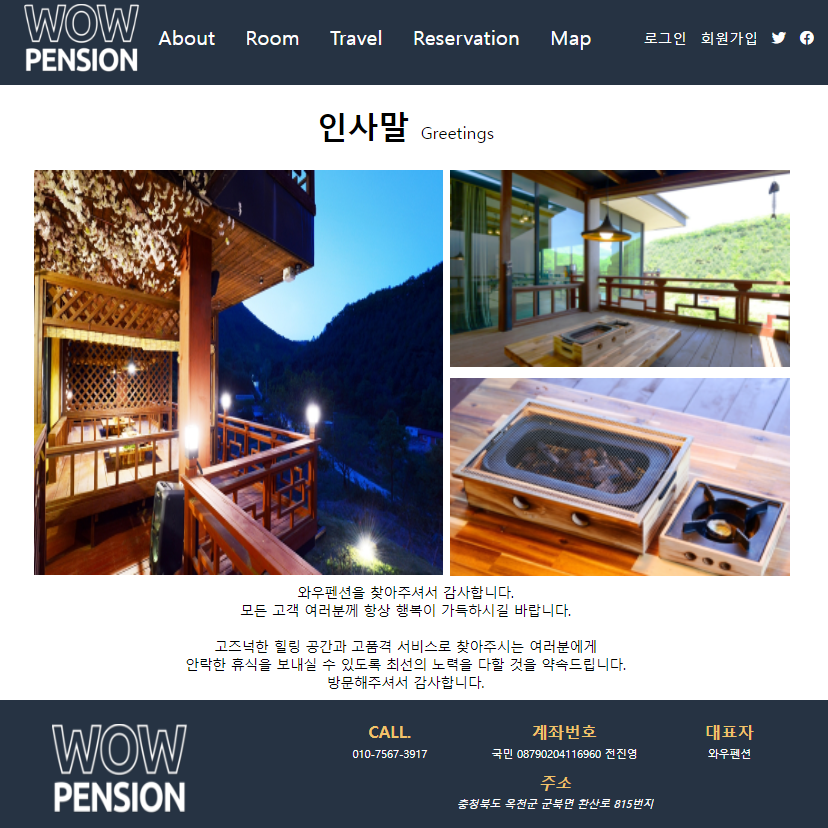 WOW
PENSION
About Room Travel Reservation Map 로그인 회원가입
인사말 Greetings
와우펜션을 찾아주셔서 감사합니다.
모든 고객 여러분께 항상 행복이 가득하시길 바랍니다.
고즈넉한 힐링 공간과 고품격 서비스로 찾아주시는 여러분에게
안락한 휴식을 보내실 수 있도록 최선의 노력을 다할 것을 약속드립니다.
방문해주셔서 감사합니다.
WOW
PENSION
CALL. 계좌번호 대표자
010-7567-3917 국민 08790204116960 전진영 와우펜션
주소
충청북도 옥천군 군북면 환산로 815번지